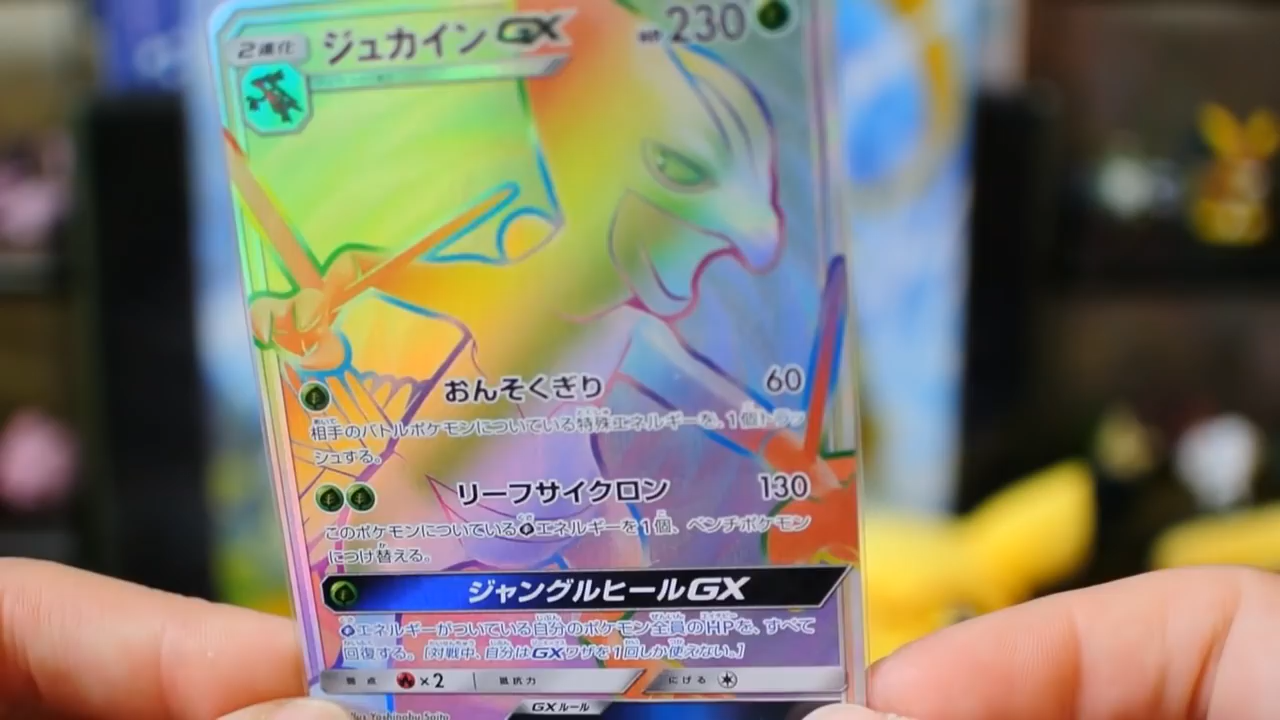 2進化 ジュカインGX HP 230
おんそくぎり 60
相手のバトルポケモンについている特殊エネルギーを、1個トラッ
シュする。
リーフサイクロン 130
このポケモンについているエネルギーを1個、ベンチポケモン
につけ替える。
ジャングルヒールGX
エネルギーがついている自分のポケモン全員のHPを、すべて
回復する。[対戦中、自分はGXワザを1回しか使えない。]
弱点 ×2 抵抗力 にげる
GXルール
Illus. Yoshinobu Saito